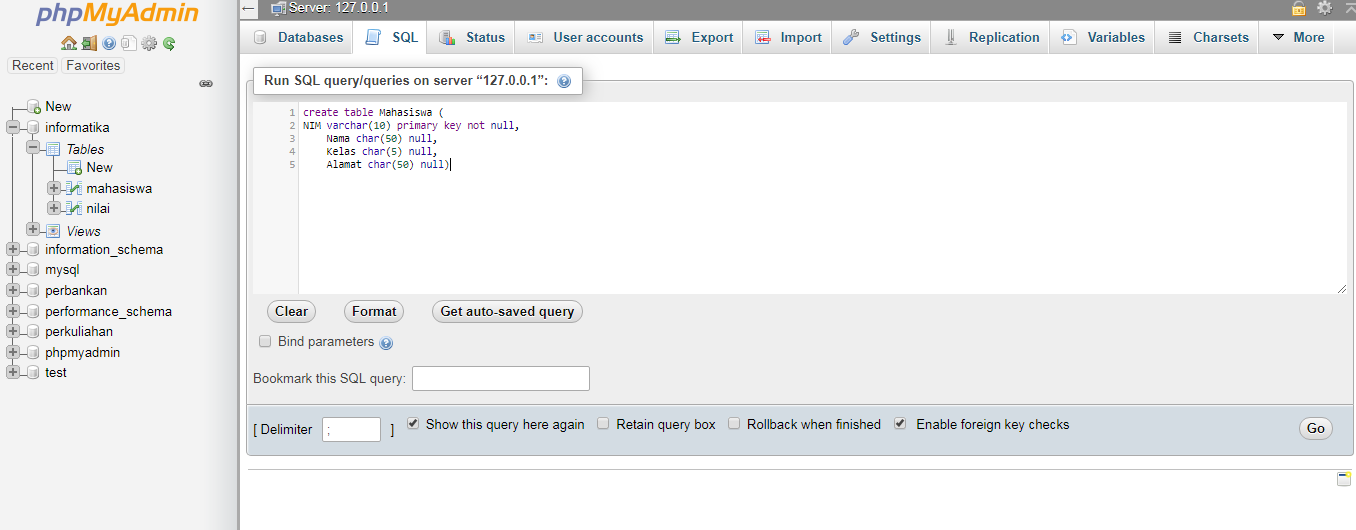 phpMyAdmin
Recent Favorites
New
informatika
Tables
New
mahasiswa
nilai
Views
information_schema
mysql
perbankan
performance_schema
perkuliahan
phpmyadmin
test
Server: 127.0.0.1
Databases SQL Status User accounts Export Import Settings Replication Variables Charsets More
Run SQL query/queries on server “127.0.0.1”:
1 create table Mahasiswa (
2 NIM varchar(10) primary key not null,
3 Nama char(50) null,
4 Kelas char(5) null,
5 Alamat char(50) null)
Clear Format Get auto-saved query
Bind parameters
Bookmark this SQL query:
[ Delimiter ; ] Show this query here again Retain query box Rollback when finished Enable foreign key checks Go